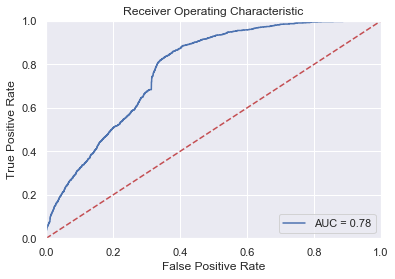 Receiver Operating Characteristic
1.0
0.8
0.6
0.4
0.2
0.0
True Positive Rate
AUC = 0.78
0.0 0.2 0.4 0.6 0.8 1.0
False Positive Rate